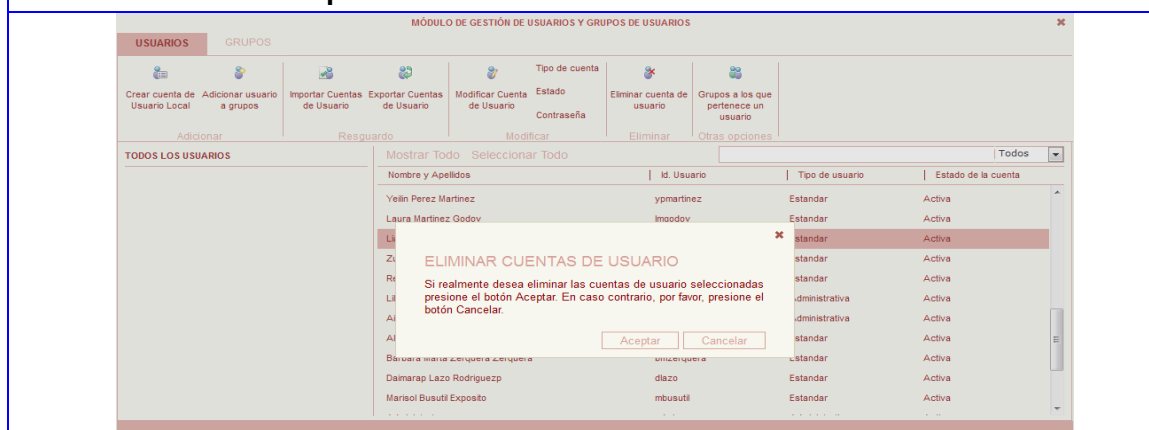 MÓDULO DE GESTIÓN DE USUARIOS Y GRUPOS DE USUARIOS
USUARIOS GRUPOS
Crear cuenta de Usuario Local
Adicionar usuario a grupos
Importar Cuentas de Usuario
Exportar Cuentas de Usuario
Modificar Cuenta de Usuario
Tipo de cuenta
Estado
Contraseña
Eliminar cuenta de usuario
Grupos a los que pertenece un usuario
Adicionar Resguardo Modificar Eliminar Otras opciones
TODOS LOS USUARIOS
Mostrar Todo Seleccionar Todo Todos
Nombre y Apellidos Id. Usuario Tipo de usuario Estado de la cuenta
Yeilin Perez Martinez ypmartinez Estandar Activa
Laura Martinez Godoy lmgodoy Estandar Activa
standar Activa
standar Activa
standar Activa
dministrativa Activa
dministrativa Activa
standar Activa
ELIMINAR CUENTAS DE USUARIO
Si realmente desea eliminar las cuentas de usuario seleccionadas
presione el botón Aceptar. En caso contrario, por favor, presione el
botón Cancelar.
Aceptar Cancelar
Barbara Marta Zerquera Zerquera bmzerquera Estandar Activa
Daimarap Lazo Rodriguezp dlazo Estandar Activa
Marisol Busutil Exposito mbusutil Estandar Activa